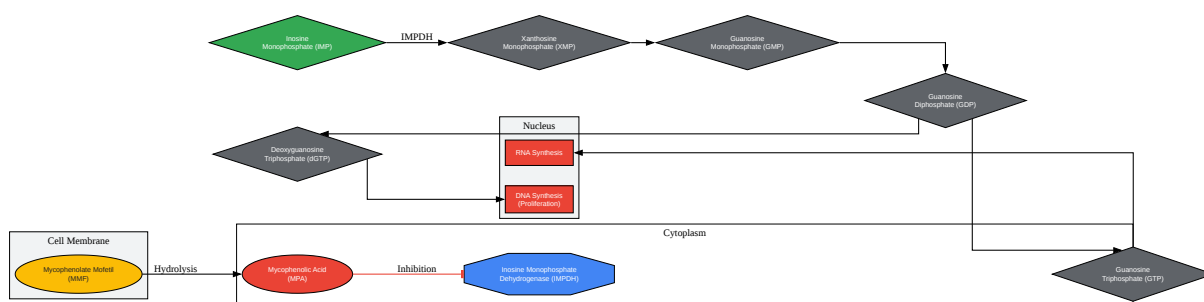 Inosine
Monophosphate (IMP)
IMPDH
Xanthosine
Monophosphate (XMP)
Guanosine
Monophosphate (GMP)
Guanosine
Diphosphate (GDP)
Nucleus
Deoxyguanosine
Triphosphate (dGTP)
RNA Synthesis
DNA Synthesis
(Proliferation)
Cell Membrane
Cytoplasm
Mycophenolate Mofetil
(MMF)
Hydrolysis
Mycophenolic Acid
(MPA)
Inhibition
Inosine Monophosphate
Dehydrogenase (IMPDH)
Guanosine
Triphosphate (GTP)